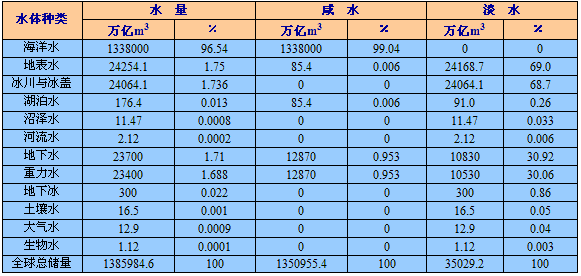 水体种类 水 量 咸 水 淡 水
万亿m³ % 万亿m³ % 万亿m³ %
海洋水 1338000 96.54 1338000 99.04 0 0
地表水 24254.1 1.75 85.4 0.006 24168.7 69.0
冰川与冰盖 24064.1 1.736 0 0 24064.1 68.7
湖泊水 176.4 0.013 85.4 0.006 91.0 0.26
沼泽水 11.47 0.0008 0 0 11.47 0.033
河流水 2.12 0.0002 0 0 2.12 0.006
地下水 23700 1.71 12870 0.953 10830 30.92
重力水 23400 1.688 12870 0.953 10530 30.06
地下冰 300 0.022 0 0 300 0.86
土壤水 16.5 0.001 0 0 16.5 0.05
大气水 12.9 0.0009 0 0 12.9 0.04
生物水 1.12 0.0001 0 0 1.12 0.003
全球总储量 1385984.6 100 1350955.4 100 35029.2 100